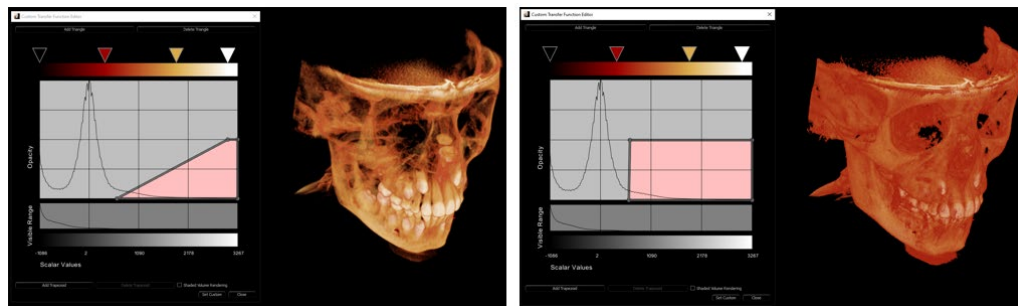 Custom Transfer Function Editor
Add Triangle Delete Triangle
Opacity
Visible Range
-1086 2 1090 2178 3267
Scalar Values
Add Trapezoid Delete Trapezoid Shaded Volume Rendering
Set Custom Close
Custom Transfer Function Editor
Add Triangle Delete Triangle
Opacity
Visible Range
-1086 2 1090 2178 3267
Scalar Values
Add Trapezoid Delete Trapezoid Shaded Volume Rendering
Set Custom Close